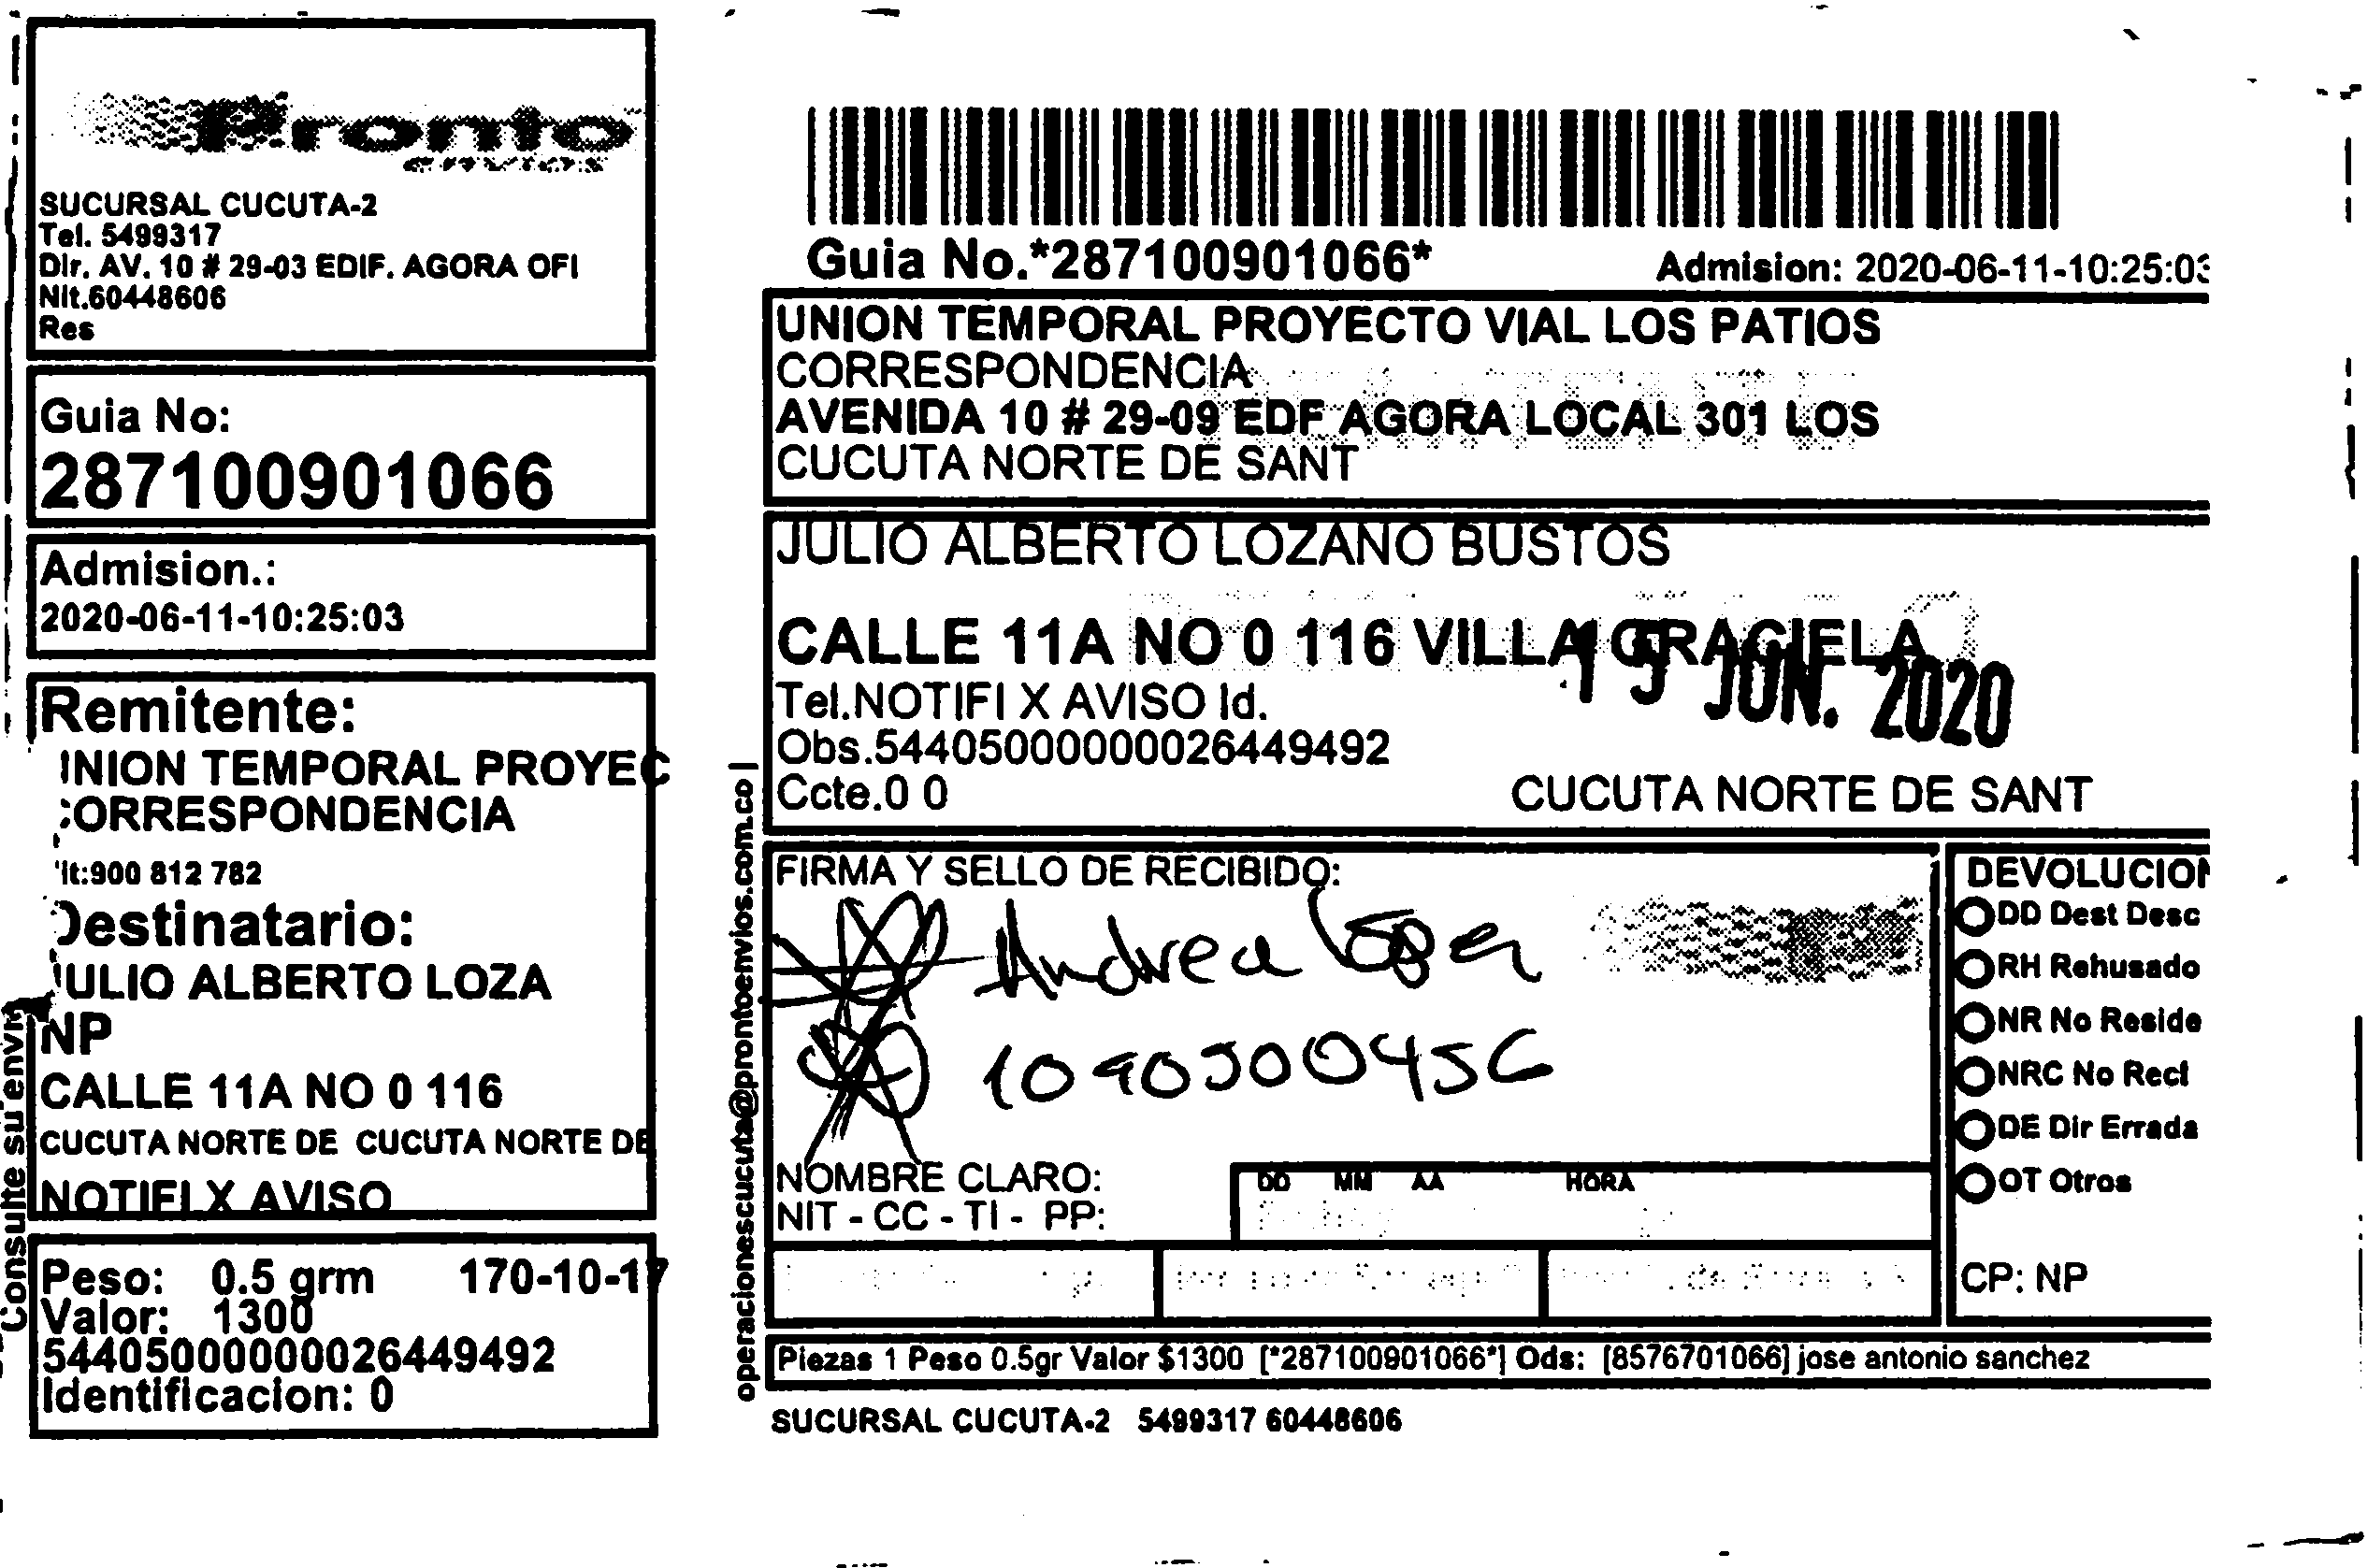 Pronto
SERVICIOS
SUCURSAL CUCUTA-2
Tel. 5499317
Dir. AV. 10 # 29-03 EDIF. AGORA OFI
Nit.60448606
Res
Guia No:
287100901066
Admision.:
2020-06-11-10:25:03
Remitente:
INION TEMPORAL PROYEC
CORRESPONDENCIA
it:900 812 782
Destinatario:
JULIO ALBERTO LOZA
NP
CALLE 11A NO 0 116
CUCUTA NORTE DE CUCUTA NORTE DE
NOTIFI X AVISO
Peso: 0.5 grm 170-10-17
Valor: 1300
54405000000026449492
Identificacion: 0
Consulte su
operacionescucuta@prontoenvios.com.co |
Guia No.*287100901066*
Admision: 2020-06-11-10:25:03
UNION TEMPORAL PROYECTO VIAL LOS PATIOS
CORRESPONDENCIA
AVENIDA 10 # 29-09 EDF AGORA LOCAL 301 LOS
CUCUTA NORTE DE SANT
JULIO ALBERTO LOZANO BUSTOS
CALLE 11A NO 0 116 VILLA GRACIELA
15 JUN. 2020
Tel.NOTIFI X AVISO Id.
Obs.54405000000026449492
Ccte.0 0
CUCUTA NORTE DE SANT
FIRMA Y SELLO DE RECIBIDO:
Andrea López
1090500456
NOMBRE CLARO:
NIT - CC - TI - PP:
DD MM AA HORA
DEVOLUCION
DD Dest Desc
RH Rehusado
NR No Reside
NRC No Recl
DE Dir Errada
OT Otros
CP: NP
Piezas 1 Peso 0.5gr Valor $1300 [*287100901066*] Ods: [8576701066] jose antonio sanchez
SUCURSAL CUCUTA-2 5499317 60448606